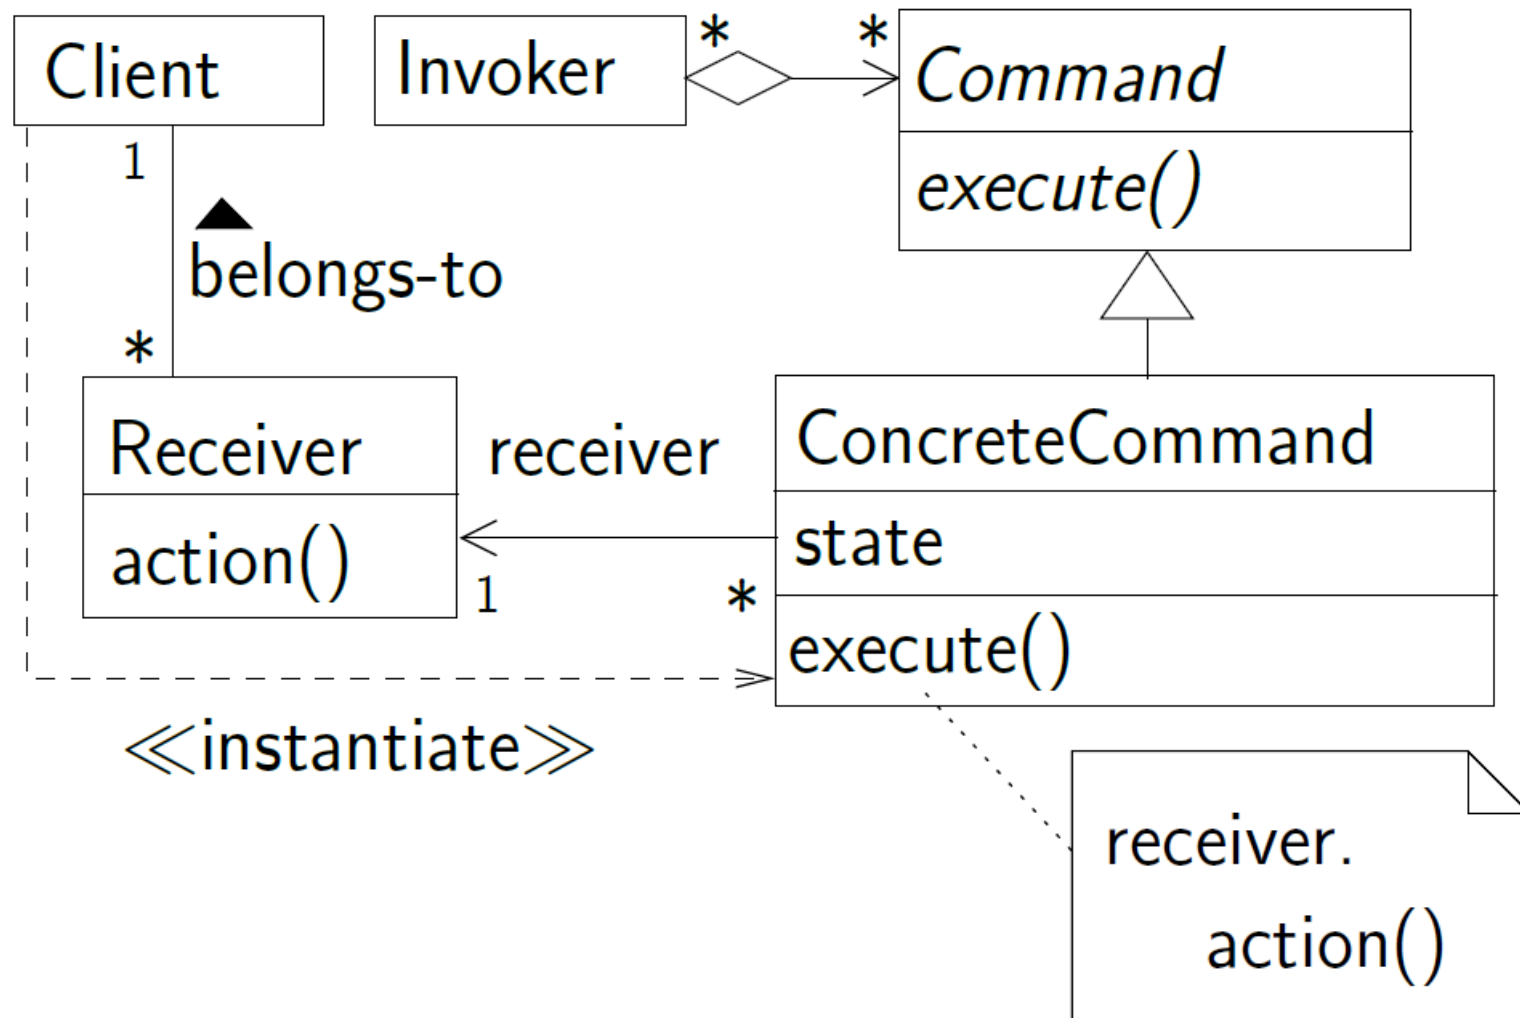 Client
Invoker
*
*
Command
execute()
1
belongs-to
*
Receiver
action()
receiver
1
*
ConcreteCommand
state
execute()
≪instantiate≫
receiver.
action()